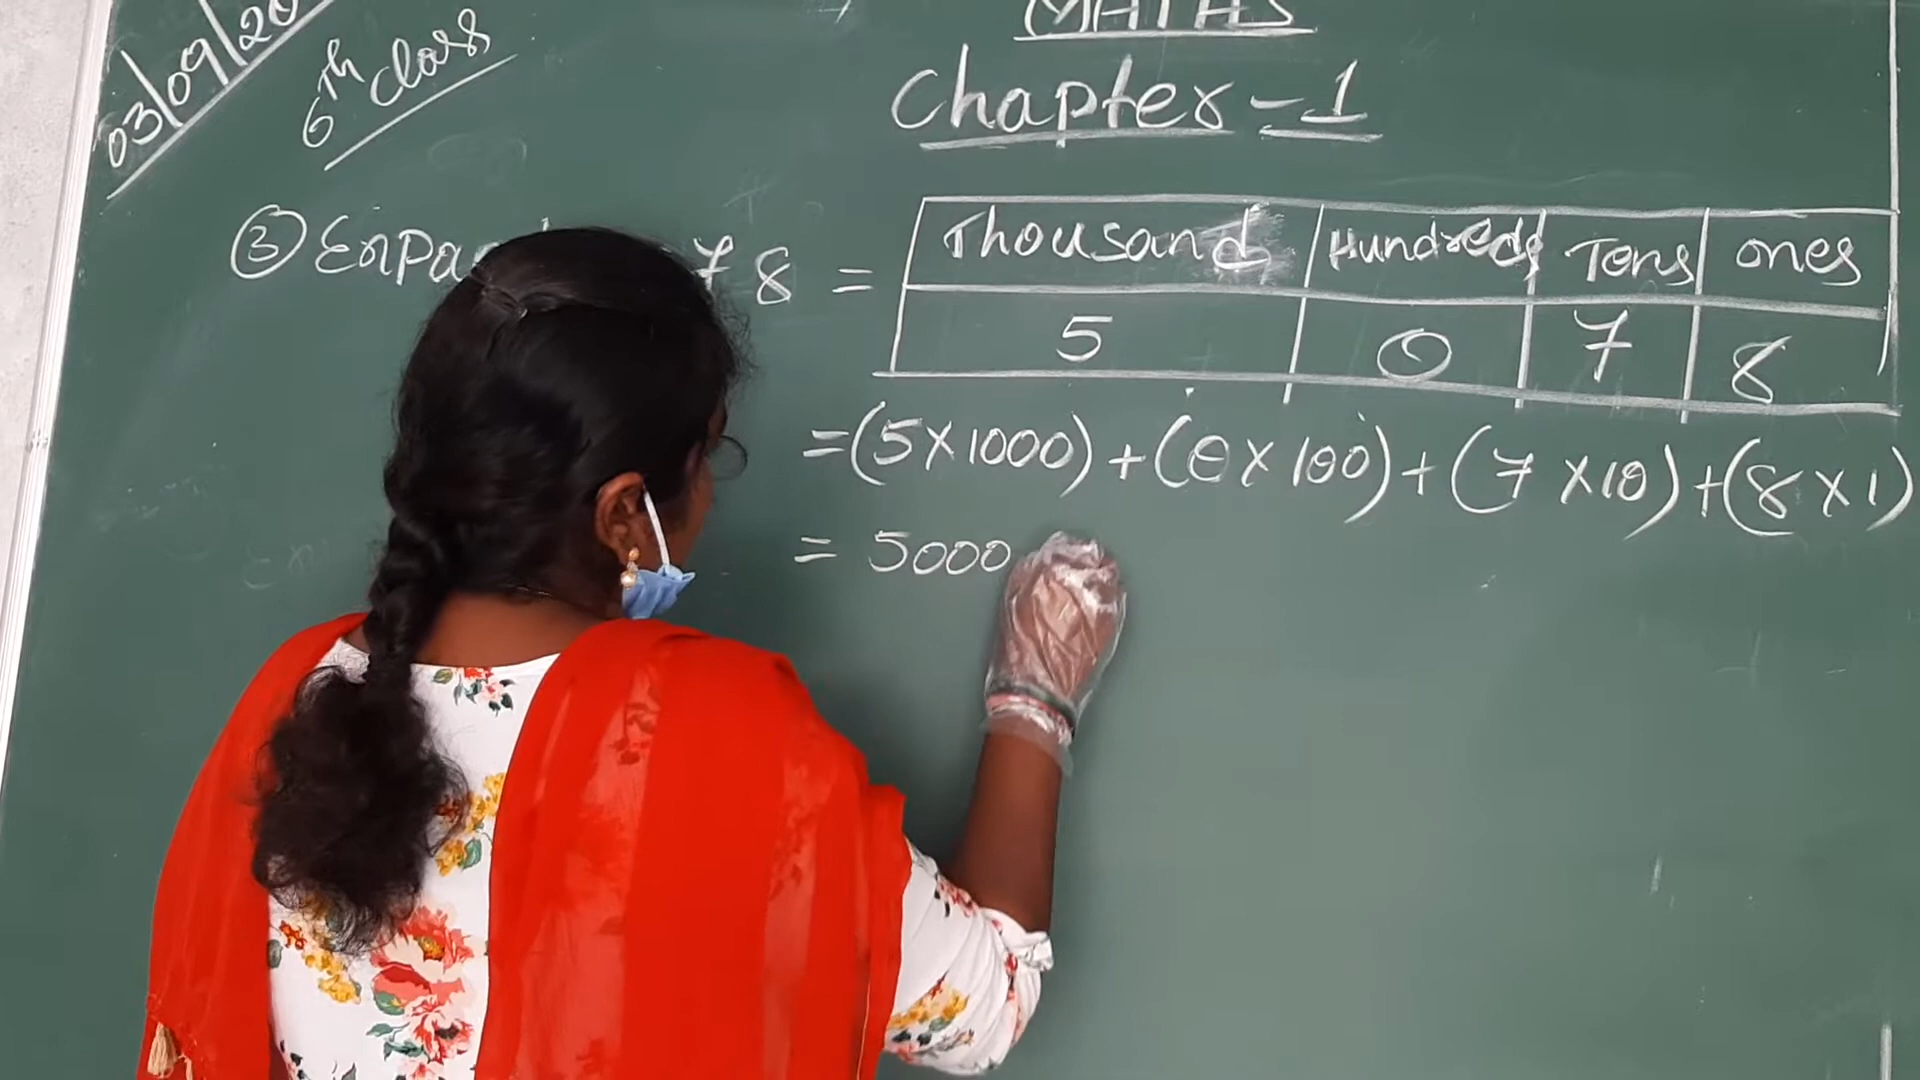 03/09/20
6th class
MATHS
Chapter - 1
③ 78 =
Thousand Hundreds Tens ones
5 0 7 8
= (5 × 1000) + (0 × 100) + (7 × 10) + (8 × 1)
= 5000